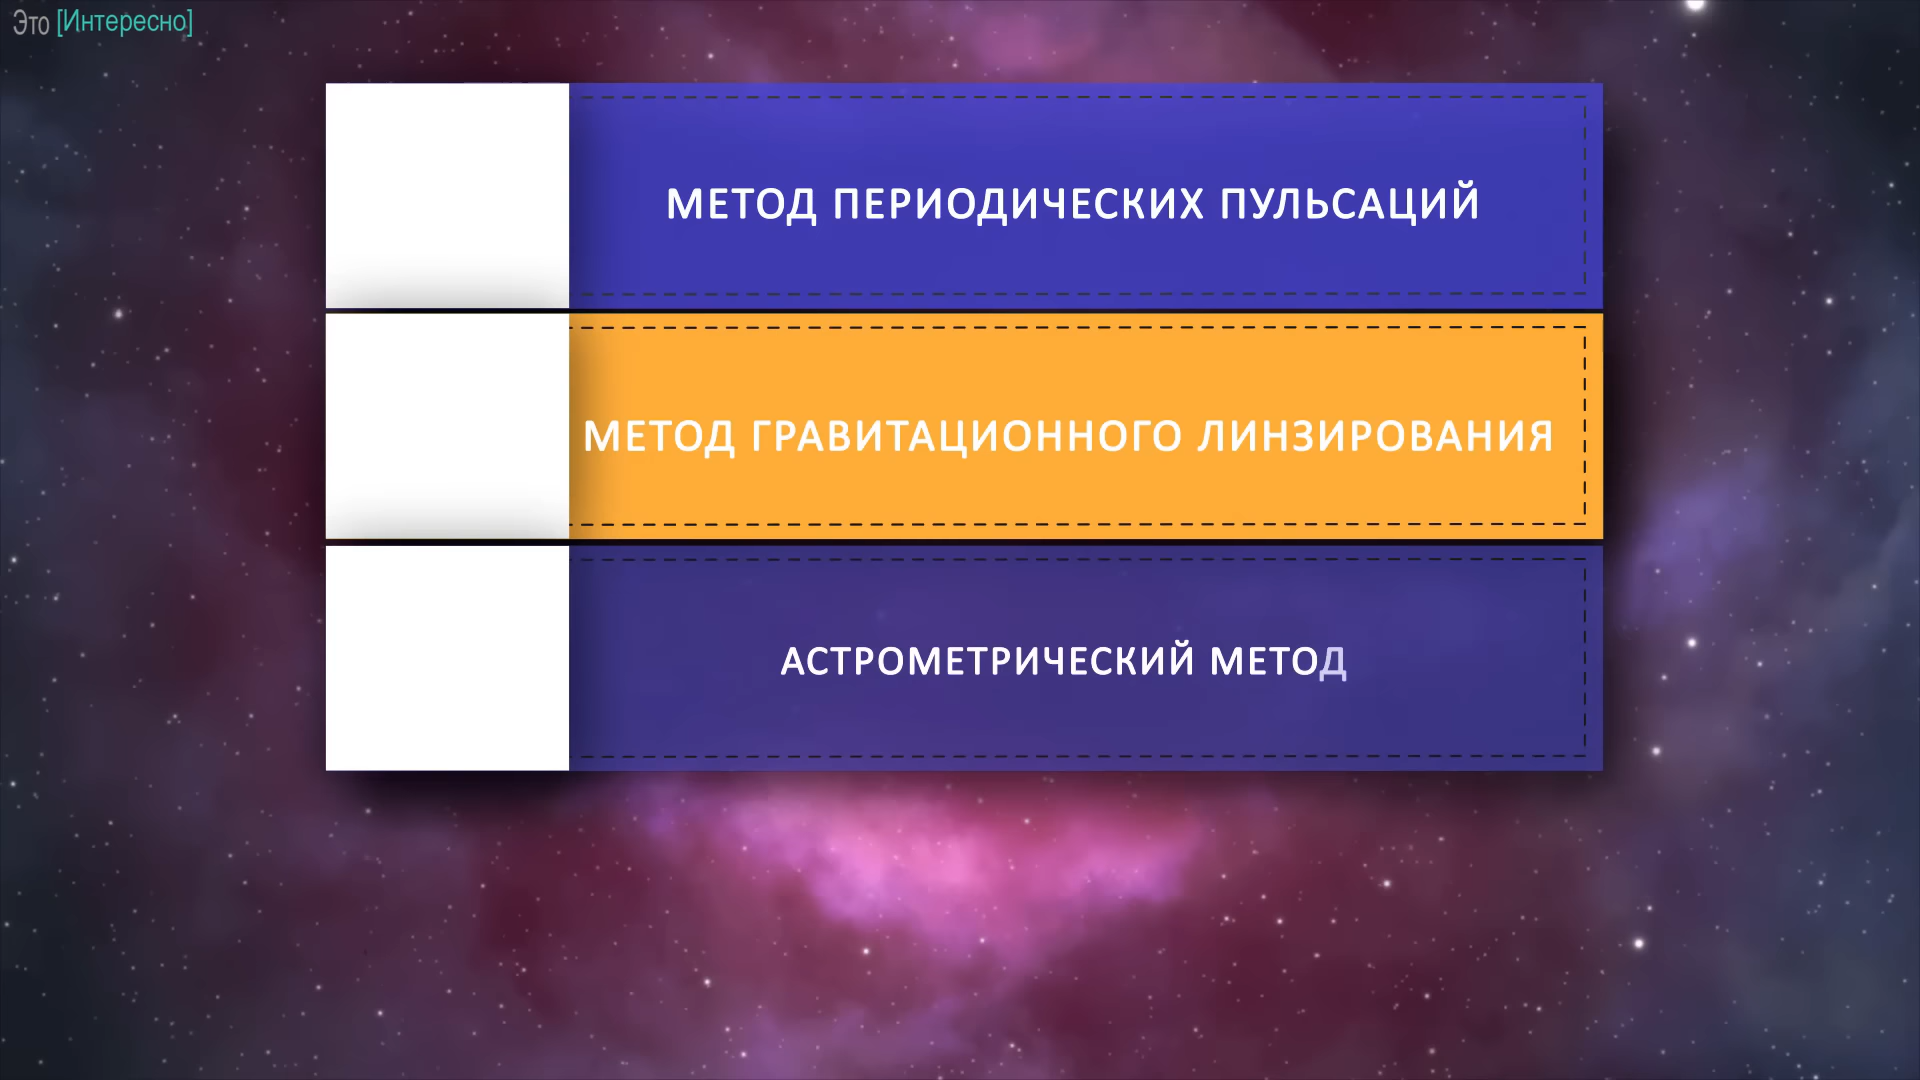 Это [Интересно]
МЕТОД ПЕРИОДИЧЕСКИХ ПУЛЬСАЦИЙ
МЕТОД ГРАВИТАЦИОННОГО ЛИНЗИРОВАНИЯ
АСТРОМЕТРИЧЕСКИЙ МЕТОД